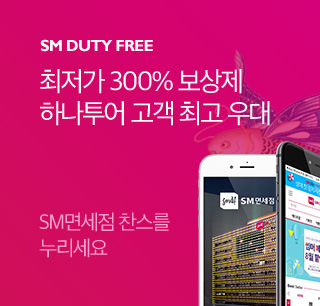 SM DUTY FREE
최저가 300% 보상제
하나투어 고객 최고 우대
SM면세점 찬스를
누리세요
smdf SM면세점